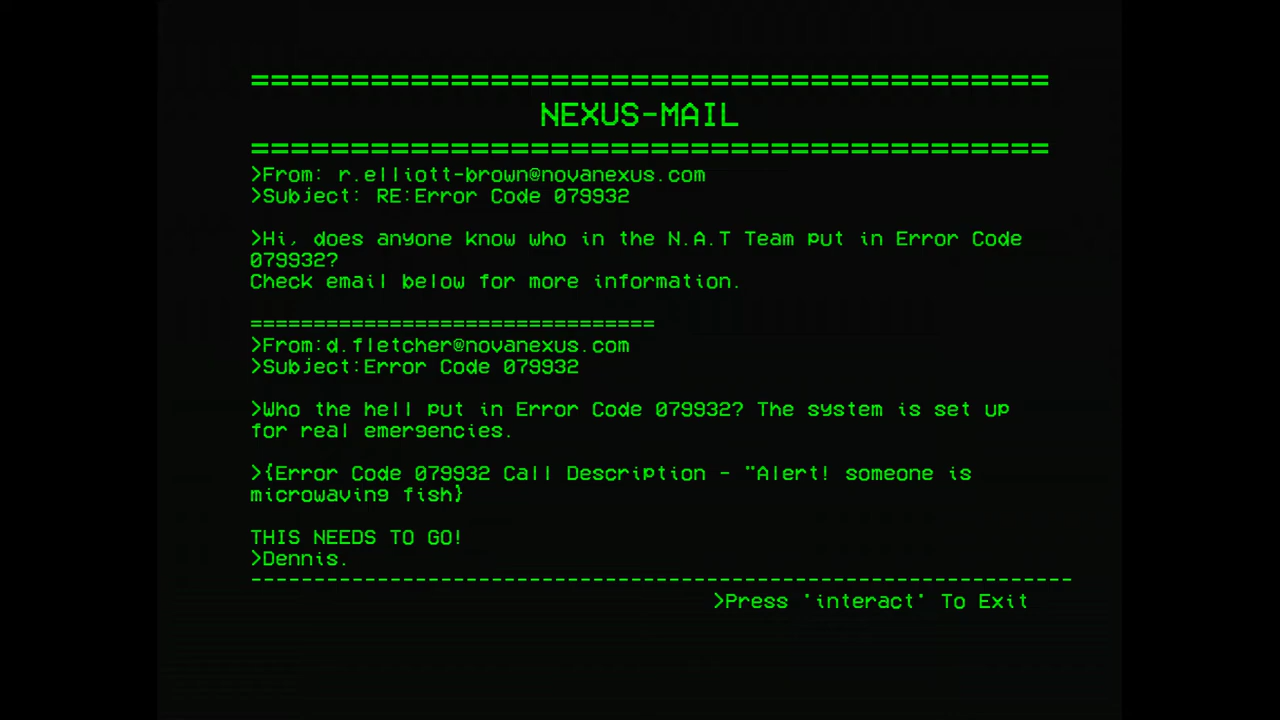 ========================================
NEXUS-MAIL
========================================
>From: r.elliott-brown@novanexus.com
>Subject: RE:Error Code 079932
>Hi, does anyone know who in the N.A.T Team put in Error Code
079932?
Check email below for more information.
================================
>From:d.fletcher@novanexus.com
>Subject:Error Code 079932
>Who the hell put in Error Code 079932? The system is set up
for real emergencies.
>{Error Code 079932 Call Description - "Alert! someone is
microwaving fish}
THIS NEEDS TO GO!
>Dennis.
-----------------------------------------------------------------
>Press 'interact' To Exit